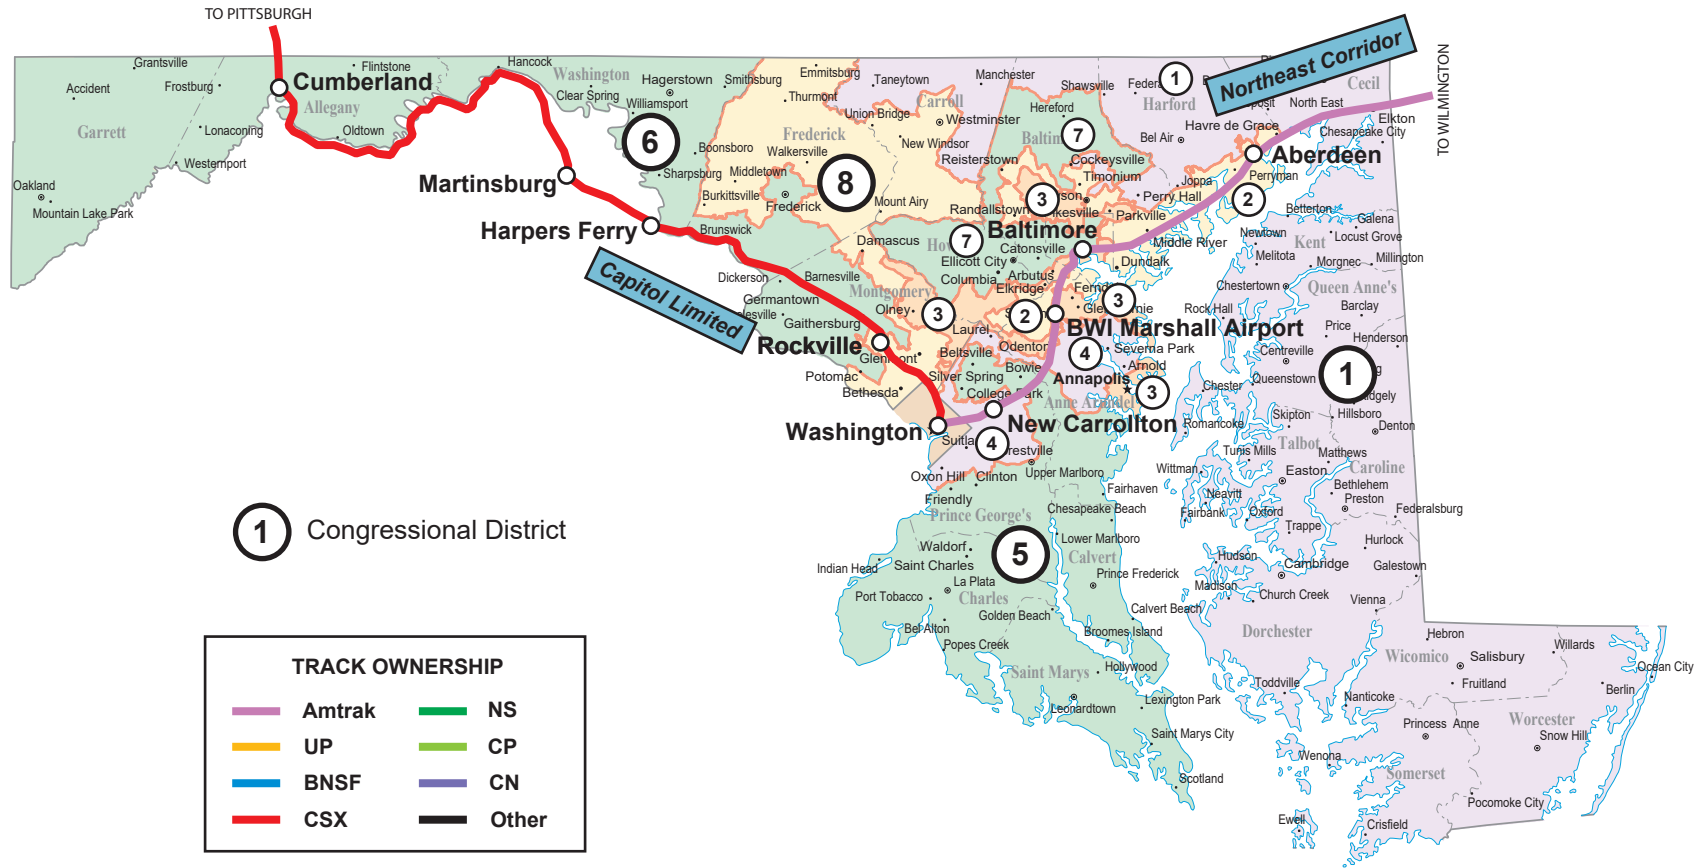 TO PITTSBURGH
Northeast Corridor
TO WILMINGTON
Grantsville
Accident
Frostburg
Garrett
Lonaconing
Westernport
Oakland
Mountain Lake Park
Cumberland
Flintstone
Allegany
Oldtown
Hancock
Washington
Clear Spring
Hagerstown
Williamsport
6
Smithsburg
Boonsboro
Sharpsburg
Martinsburg
Harpers Ferry
Capitol Limited
Emmitsburg
Thurmont
Frederick
Walkersville
Middletown
Burkittsville
Frederick
8
Mount Airy
Brunswick
Taneytown
Manchester
Carroll
Union Bridge
Westminster
New Windsor
Reisterstown
Shawsville
Hereford
7
Cockeysville
Timonium
3
Randallstown
Parkville
Perry Hall
Joppa
1
Harford
Bel Air
Havre de Grace
Aberdeen
Perryman
2
North East
Cecil
Elkton
Chesapeake City
Baltimore
Middle River
Dundalk
Damascus
7
Catonsville
Ellicott City
Columbia
Arbutus
Elkridge
Dickerson
Barnesville
Germantown
Gaithersburg
Montgomery
Olney
3
Laurel
2
3
BWI Marshall Airport
Odenton
Rockville
Potomac
Bethesda
Beltsville
Silver Spring
Bowie
College Park
4
Severna Park
Arnold
Annapolis
3
Anne Arundel
Washington
New Carrollton
4
Oxon Hill
Clinton
Upper Marlboro
Friendly
Prince George's
Fairhaven
Chesapeake Beach
Lower Marlboro
5
Calvert
Waldorf
Saint Charles
Indian Head
La Plata
Port Tobacco
Charles
Prince Frederick
Golden Beach
Calvert Beach
Bel Alton
Popes Creek
Broomes Island
Saint Marys
Hollywood
Leonardtown
Lexington Park
Saint Marys City
Scotland
Betterton
Galena
Newtown
Kent
Locust Grove
Melitota
Morgnec
Millington
Chestertown
Queen Anne's
Rock Hall
Barclay
Price
Henderson
Centreville
1
Chester
Queenstown
Romancoke
Skipton
Hillsboro
Denton
Talbot
Tunis Mills
Matthews
Caroline
Wittman
Easton
Bethlehem
Neavitt
Preston
Fairbank
Oxford
Federalsburg
Trappe
Hurlock
Hudson
Cambridge
Galestown
Madison
Church Creek
Vienna
Dorchester
Hebron
Willards
Wicomico
Salisbury
Ocean City
Fruitland
Toddville
Nanticoke
Berlin
Princess Anne
Worcester
Snow Hill
Wenona
Somerset
Pocomoke City
Ewell
Crisfield
1 Congressional District
TRACK OWNERSHIP
Amtrak NS
UP CP
BNSF CN
CSX Other